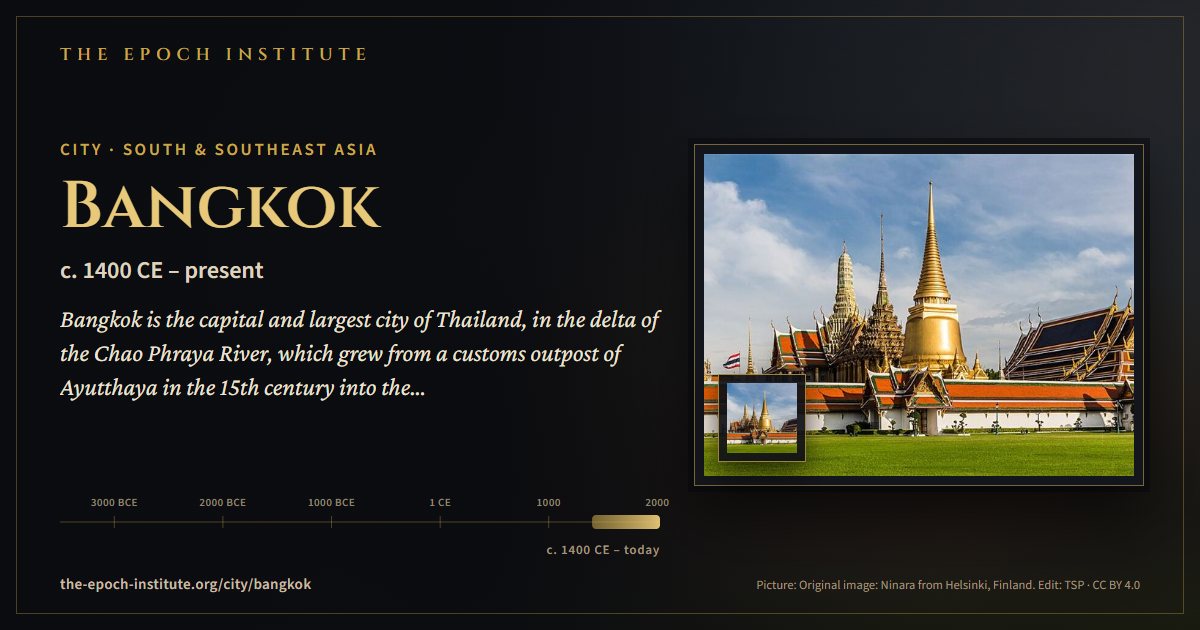 THE EPOCH INSTITUTE
CITY · SOUTH & SOUTHEAST ASIA
BANGKOK
c. 1400 CE – present
Bangkok is the capital and largest city of Thailand, in the delta of
the Chao Phraya River, which grew from a customs outpost of
Ayutthaya in the 15th century into the...
3000 BCE 2000 BCE 1000 BCE 1 CE 1000 2000
c. 1400 CE – today
the-epoch-institute.org/city/bangkok
Picture: Original image: Ninara from Helsinki, Finland. Edit: TSP · CC BY 4.0